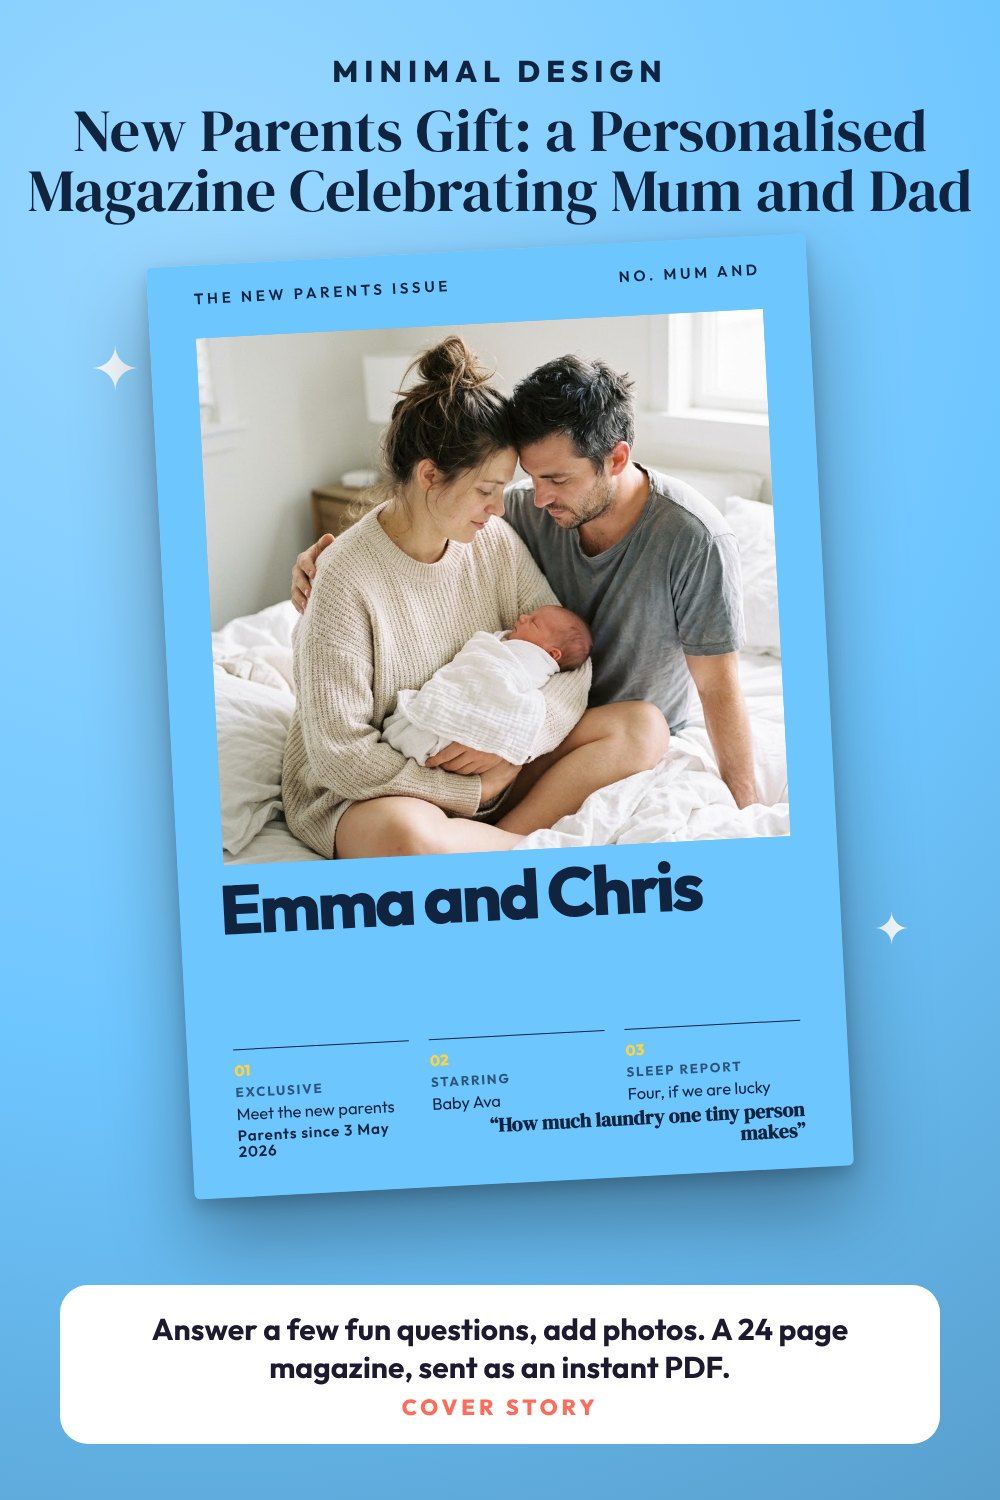 MINIMAL DESIGN
New Parents Gift: a Personalised
Magazine Celebrating Mum and Dad
THE NEW PARENTS ISSUE
NO. MUM AND
Emma and Chris
01
EXCLUSIVE
Meet the new parents
Parents since 3 May
2026
02
STARRING
Baby Ava
03
SLEEP REPORT
Four, if we are lucky
“How much laundry one tiny person
makes”
Answer a few fun questions, add photos. A 24 page
magazine, sent as an instant PDF.
COVER STORY